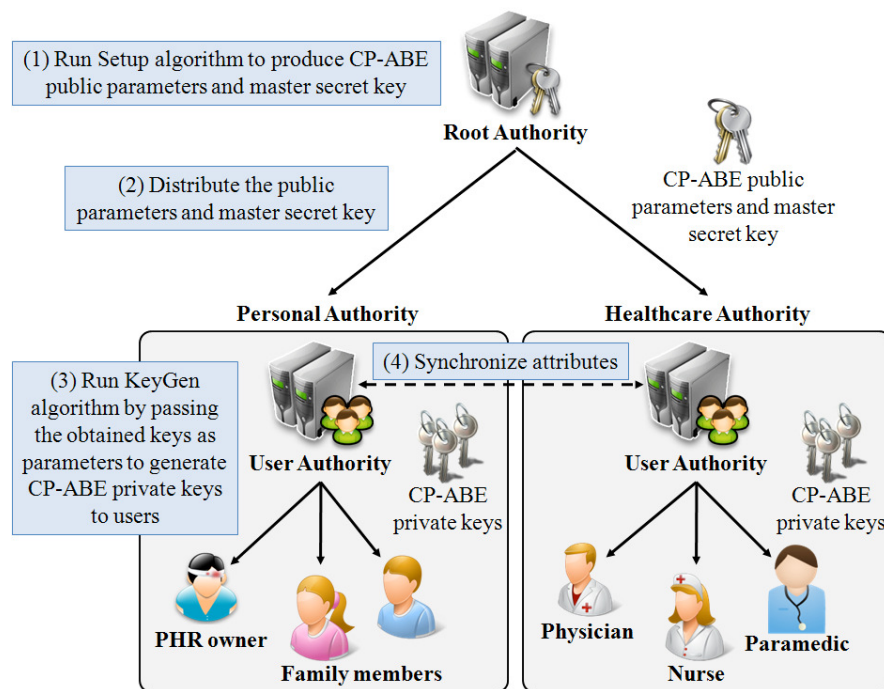 (1) Run Setup algorithm to produce CP-ABE
public parameters and master secret key
Root Authority
(2) Distribute the public
parameters and master secret key
CP-ABE public
parameters and master
secret key
Personal Authority
Healthcare Authority
(3) Run KeyGen
algorithm by passing
the obtained keys as
parameters to generate
CP-ABE private keys
to users
(4) Synchronize attributes
User Authority
CP-ABE
private keys
User Authority
CP-ABE
private keys
PHR owner
Family members
Physician
Nurse
Paramedic